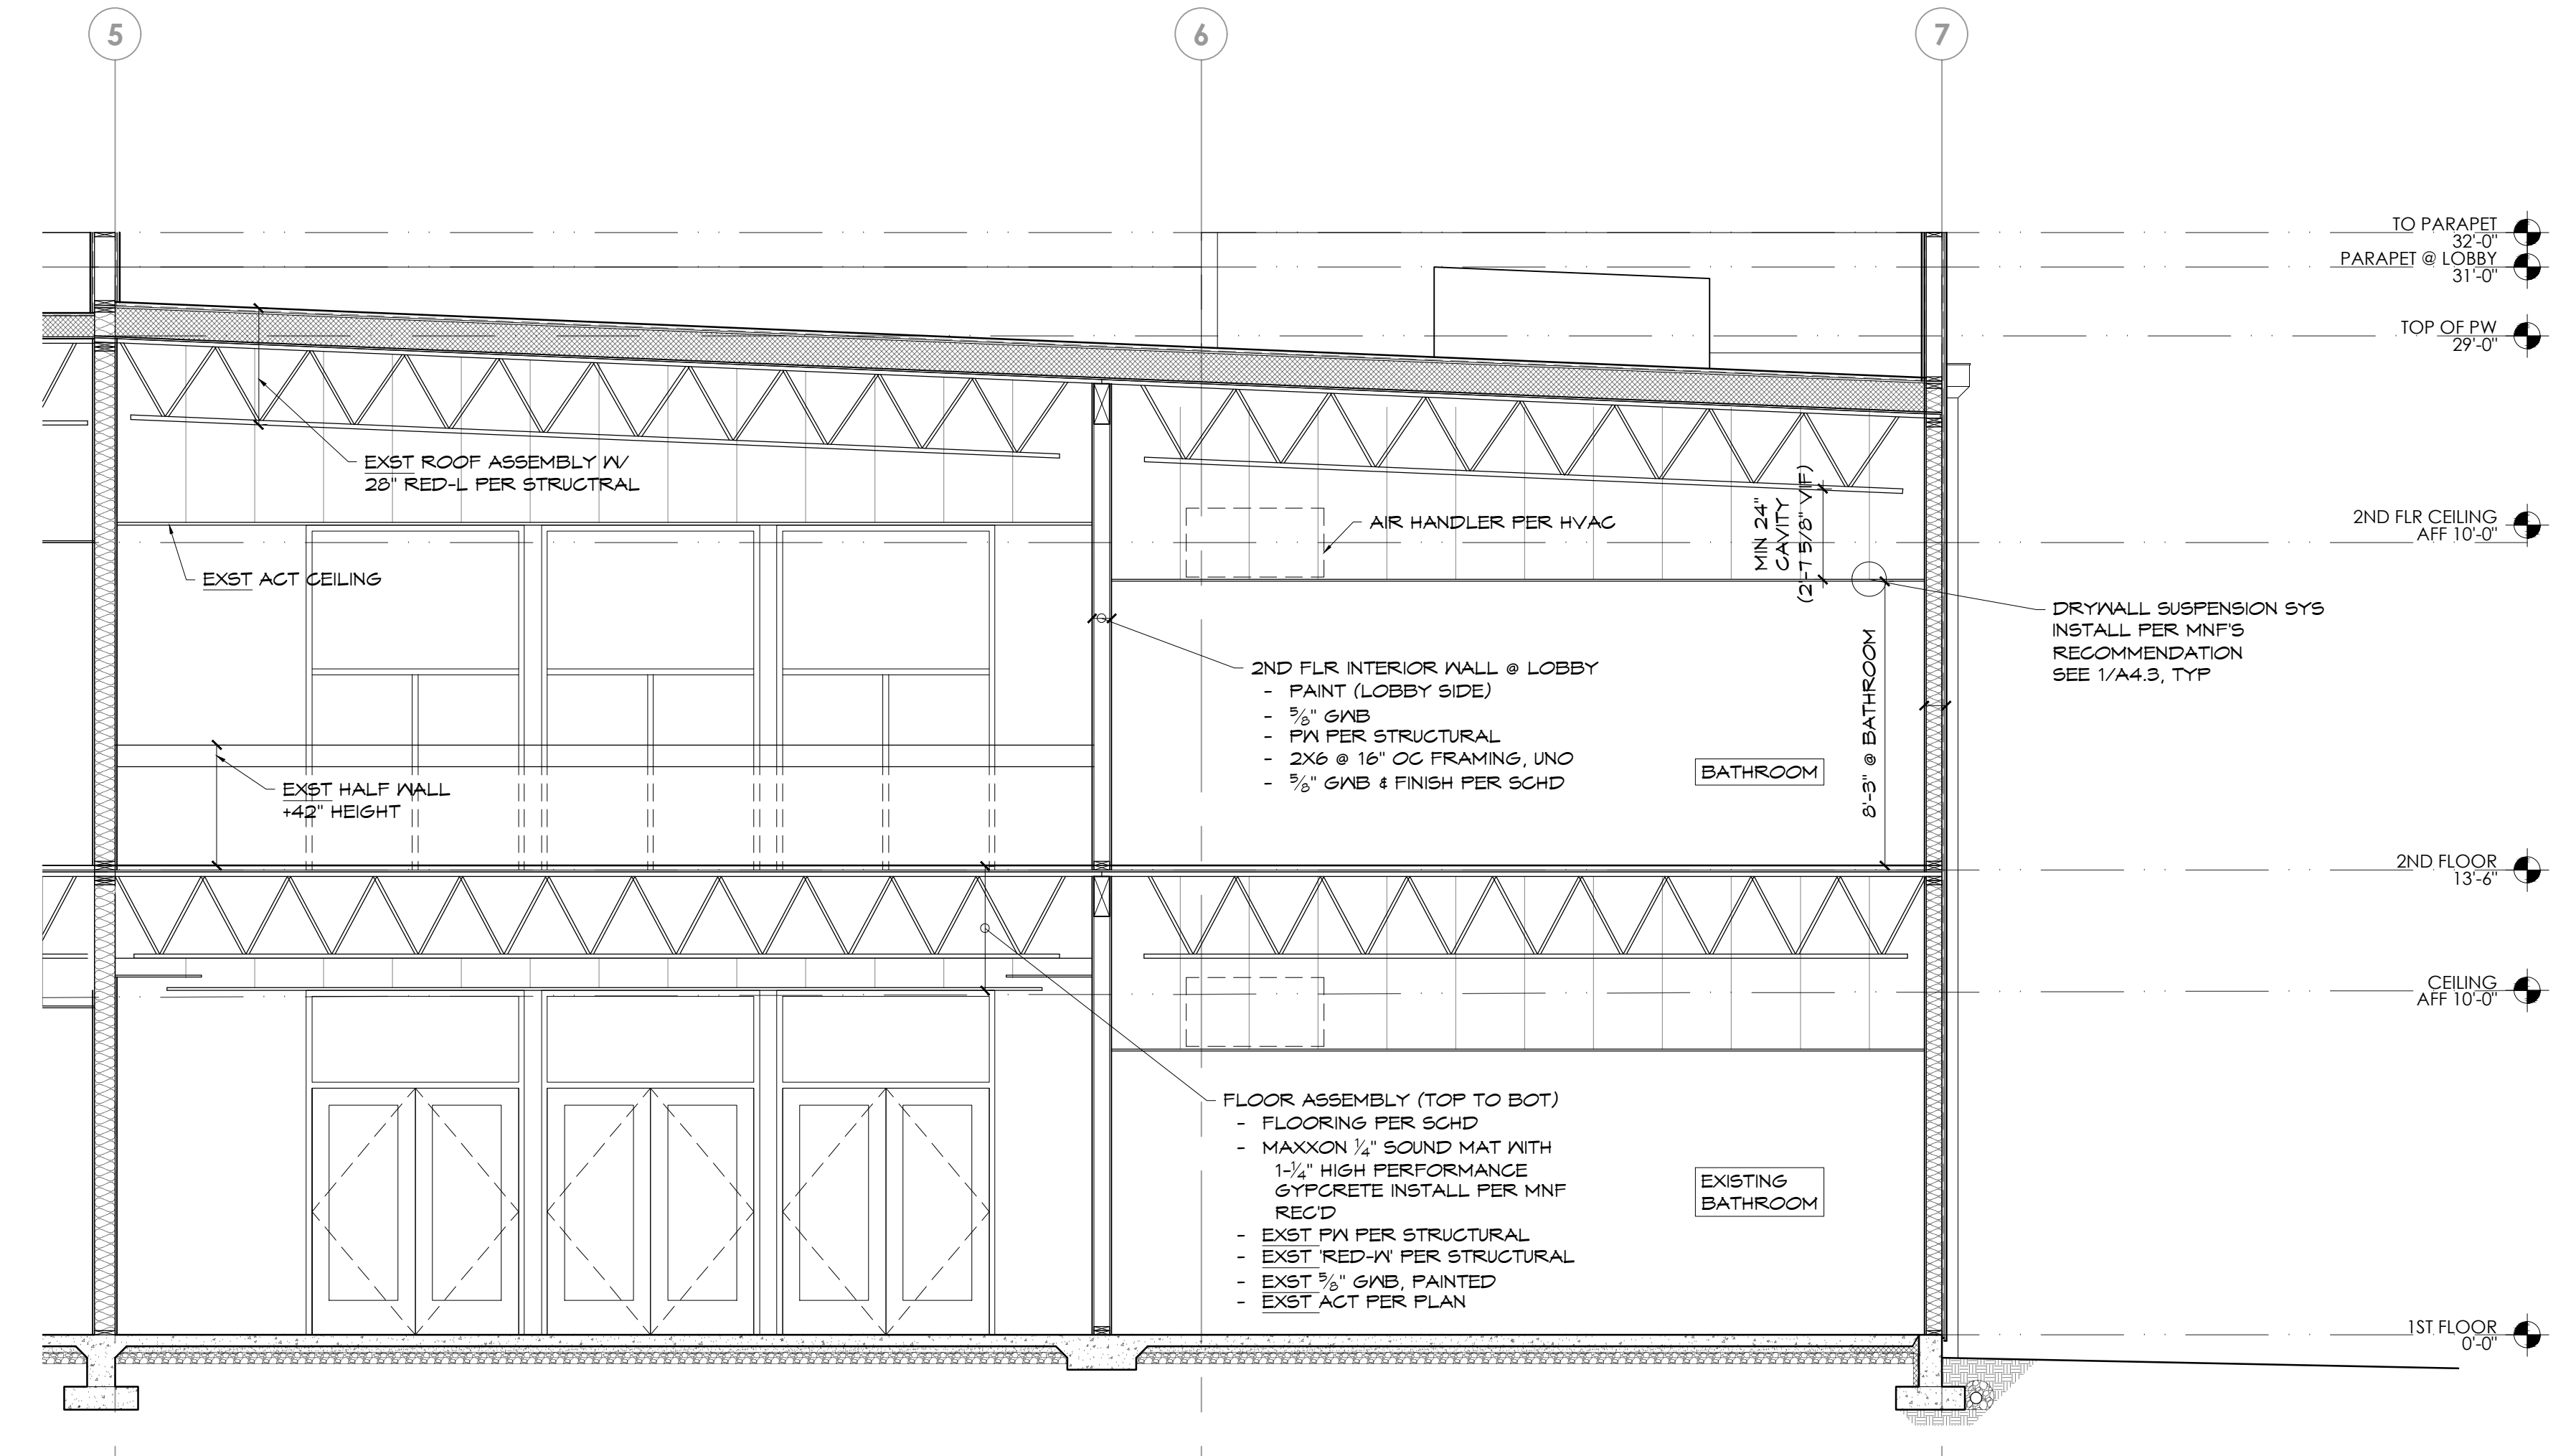 5
6
7
TO PARAPET
32'-0"
PARAPET @ LOBBY
31'-0"
TOP OF PW
29'-0"
EXST ROOF ASSEMBLY W/
28" RED-L PER STRUCTRAL
AIR HANDLER PER HVAC
MIN 24"
CAVITY
(2'-7 5/8" VIF)
2ND FLR CEILING
AFF 10'-0"
EXST ACT CEILING
DRYWALL SUSPENSION SYS
INSTALL PER MNF'S
RECOMMENDATION
SEE 1/A4.3, TYP
2ND FLR INTERIOR WALL @ LOBBY
- PAINT (LOBBY SIDE)
- 5/8" GWB
- PW PER STRUCTURAL
- 2X6 @ 16" OC FRAMING, UNO
- 5/8" GWB & FINISH PER SCHD
BATHROOM
8'-3" @ BATHROOM
EXST HALF WALL
+42" HEIGHT
2ND FLOOR
13'-6"
CEILING
AFF 10'-0"
FLOOR ASSEMBLY (TOP TO BOT)
- FLOORING PER SCHD
- MAXXON 1/4" SOUND MAT WITH
1-1/4" HIGH PERFORMANCE
GYPCRETE INSTALL PER MNF
REC'D
- EXST PW PER STRUCTURAL
- EXST 'RED-W' PER STRUCTURAL
- EXST 5/8" GWB, PAINTED
- EXST ACT PER PLAN
EXISTING
BATHROOM
1ST FLOOR
0'-0"